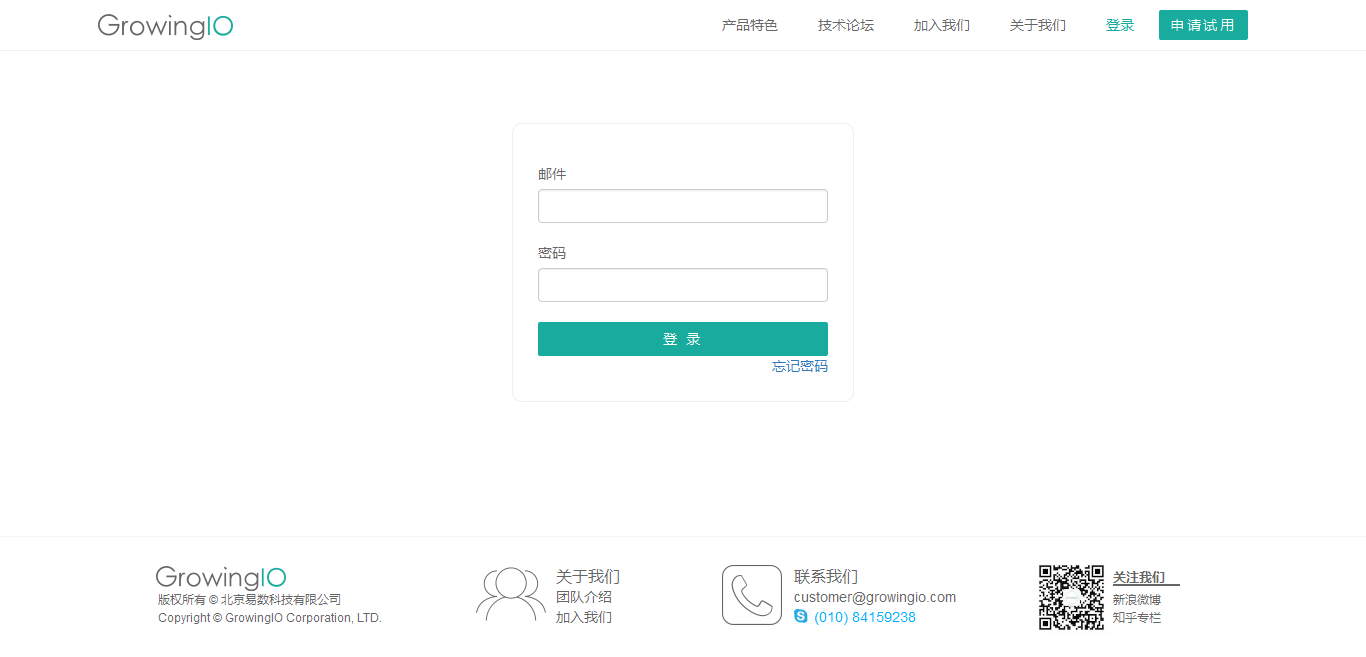 GrowingIO
产品特色 技术论坛 加入我们 关于我们 登录 申请试用
邮件
密码
登 录
忘记密码
GrowingIO
版权所有 © 北京易数科技有限公司
Copyright © GrowingIO Corporation, LTD.
关于我们
团队介绍
加入我们
联系我们
customer@growingio.com
(010) 84159238
关注我们
新浪微博
知乎专栏